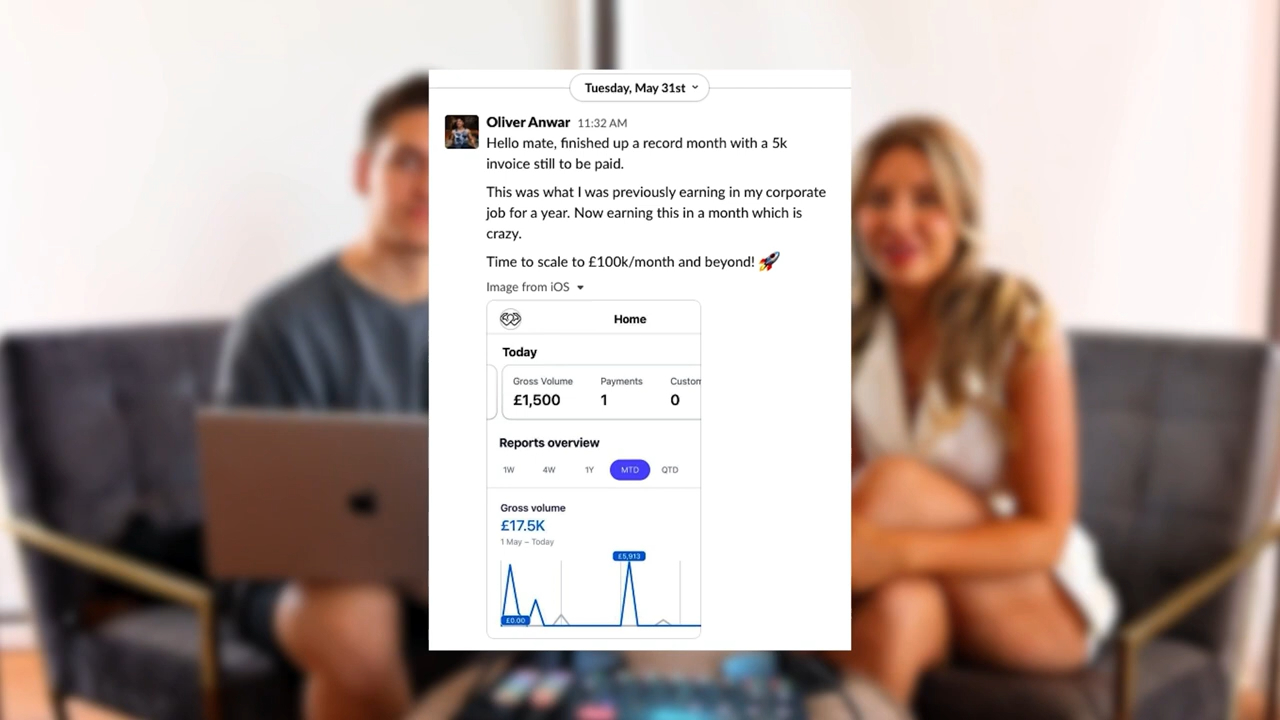 Tuesday, May 31st
Oliver Anwar 11:32 AM
Hello mate, finished up a record month with a 5k
invoice still to be paid.
This was what I was previously earning in my corporate
job for a year. Now earning this in a month which is
crazy.
Time to scale to £100k/month and beyond! 🚀
Image from iOS
Home
Today
Gross Volume Payments Custom
£1,500 1 0
Reports overview
1W 4W 1Y MTD QTD
Gross volume
£17.5K
1 May – Today
£5,913
£0.00